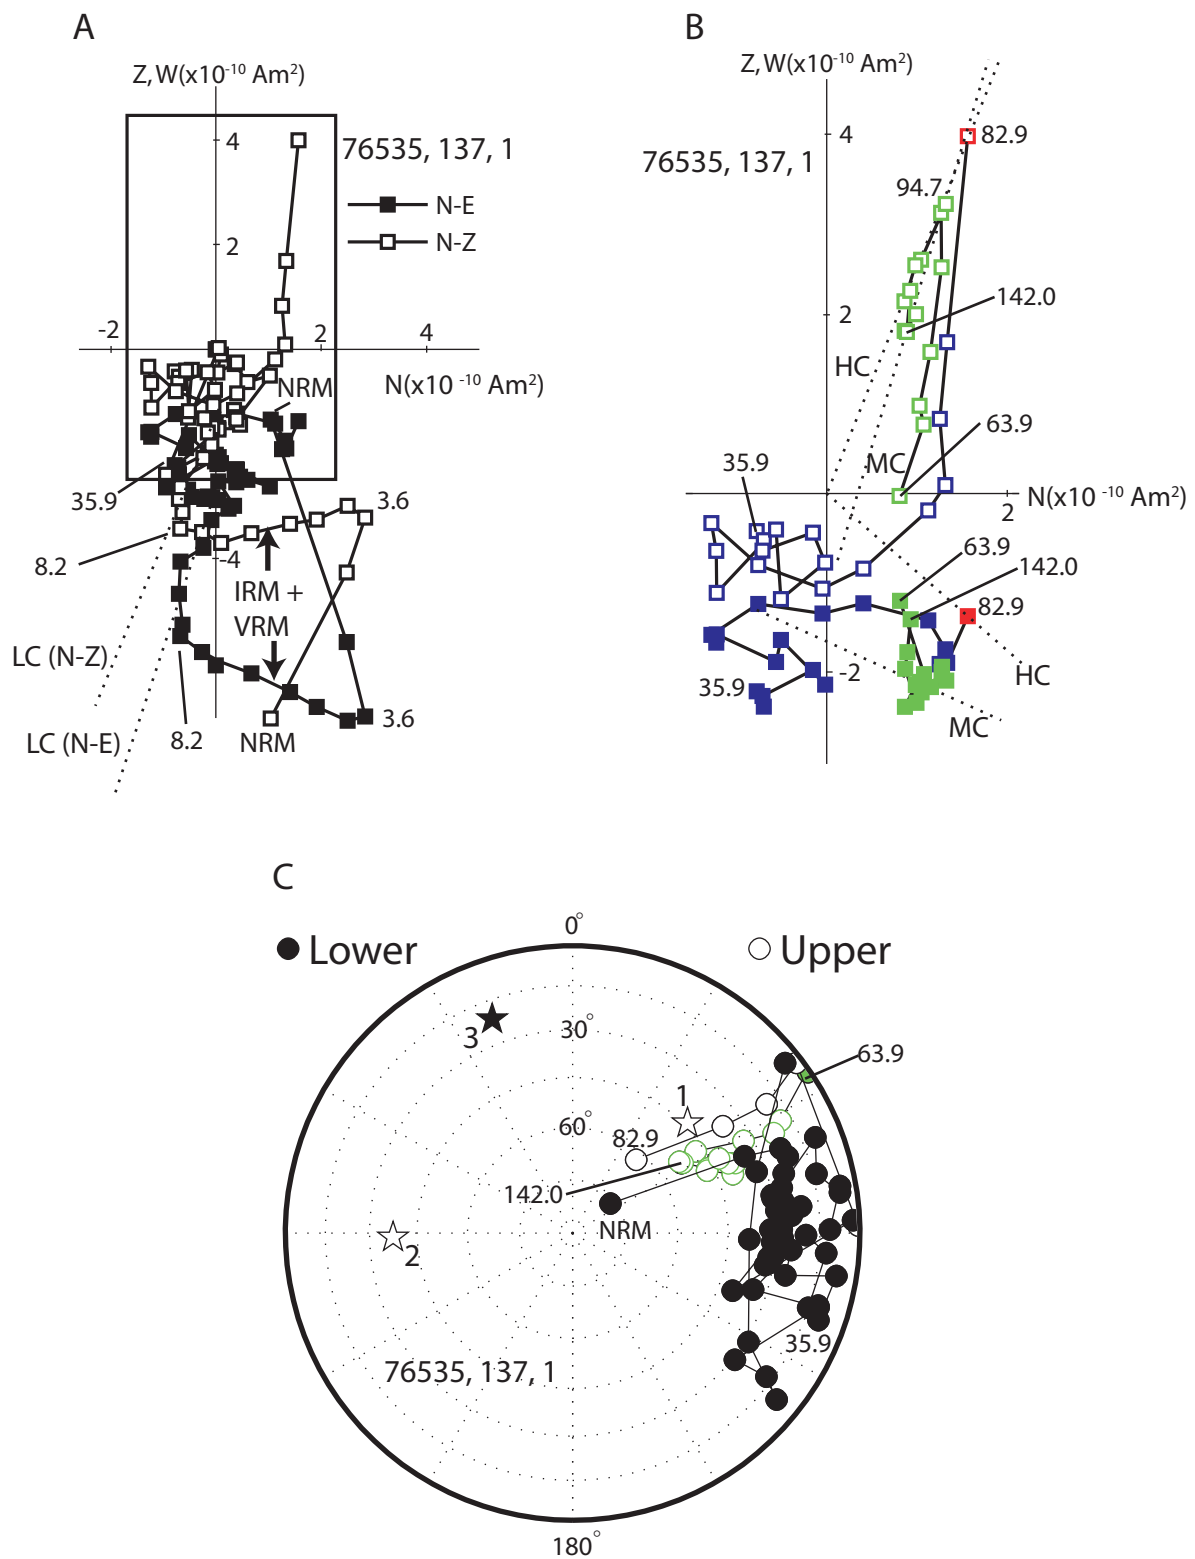 A
Z, W(x10⁻¹⁰ Am²)
4
76535, 137, 1
N-E
N-Z
2
-2
2
4
N(x10 ⁻¹⁰ Am²)
NRM
35.9
3.6
8.2
-4
IRM +
VRM
LC (N-Z)
LC (N-E)
8.2
NRM
3.6
B
Z, W(x10⁻¹⁰ Am²)
4
82.9
76535, 137, 1
94.7
142.0
2
HC
63.9
MC
35.9
N(x10 ⁻¹⁰ Am²)
2
63.9
142.0
82.9
-2
35.9
HC
MC
C
0°
Lower
Upper
3
30°
63.9
1
60°
82.9
142.0
NRM
2
35.9
76535, 137, 1
180°